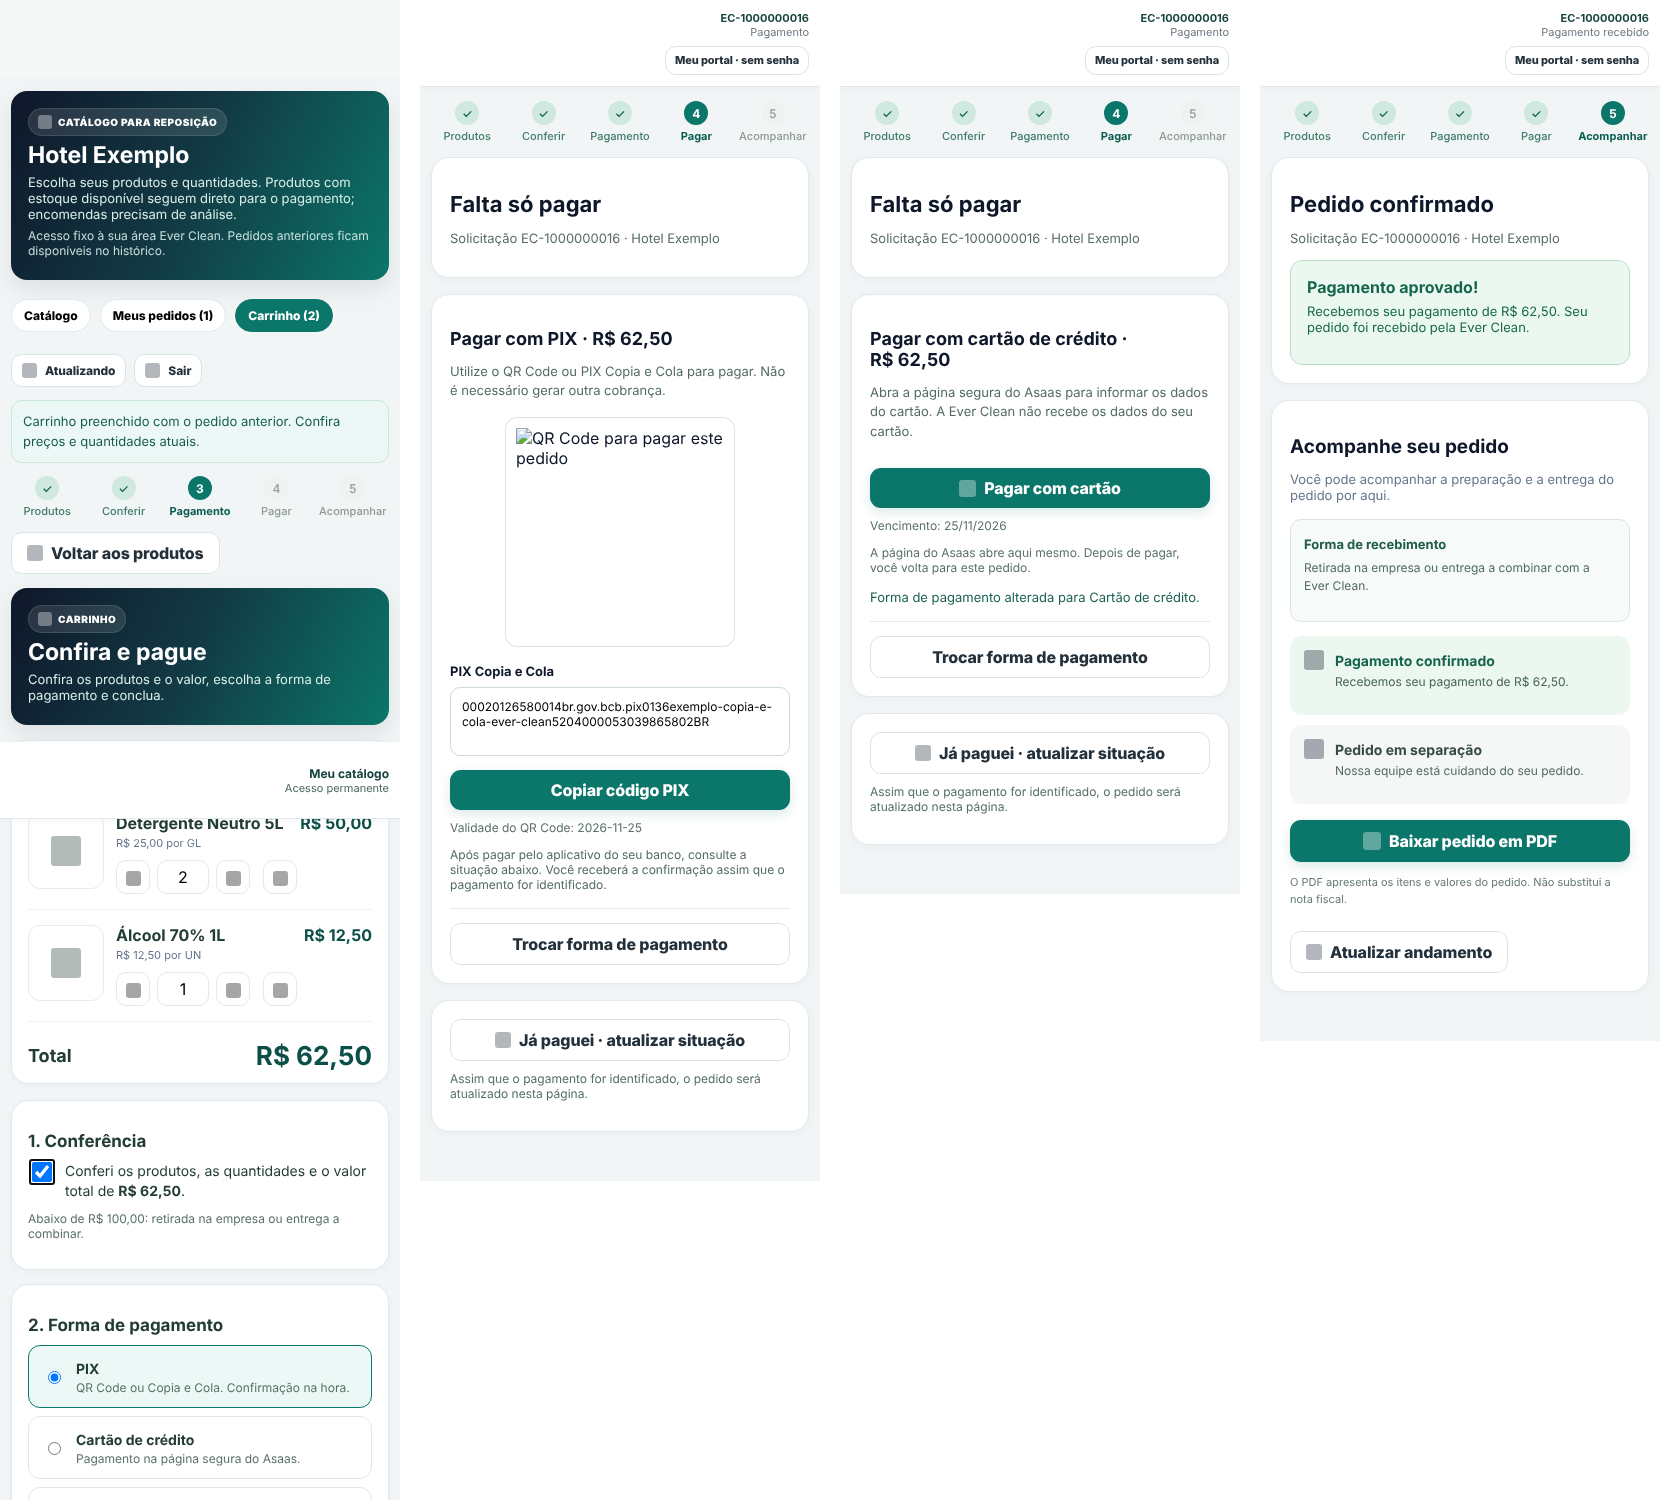 CATÁLOGO PARA REPOSIÇÃO
Hotel Exemplo
Escolha seus produtos e quantidades. Produtos com
estoque disponível seguem direto para o pagamento;
encomendas precisam de análise.
Acesso fixo à sua área Ever Clean. Pedidos anteriores ficam
disponíveis no histórico.
Catálogo
Meus pedidos (1)
Carrinho (2)
Atualizando
Sair
Carrinho preenchido com o pedido anterior. Confira
preços e quantidades atuais.
✓ ✓ 3 4 5
Produtos Conferir Pagamento Pagar Acompanhar
Voltar aos produtos
CARRINHO
Confira e pague
Confira os produtos e o valor, escolha a forma de
pagamento e conclua.
Meu catálogo
Acesso permanente
Detergente Neutro 5L R$ 50,00
R$ 25,00 por GL
2
Álcool 70% 1L R$ 12,50
R$ 12,50 por UN
1
Total R$ 62,50
1. Conferência
Conferi os produtos, as quantidades e o valor
total de R$ 62,50.
Abaixo de R$ 100,00: retirada na empresa ou entrega a
combinar.
2. Forma de pagamento
PIX
QR Code ou Copia e Cola. Confirmação na hora.
Cartão de crédito
Pagamento na página segura do Asaas.
EC-1000000016
Pagamento
Meu portal · sem senha
✓ ✓ ✓ 4 5
Produtos Conferir Pagamento Pagar Acompanhar
Falta só pagar
Solicitação EC-1000000016 · Hotel Exemplo
Pagar com PIX · R$ 62,50
Utilize o QR Code ou PIX Copia e Cola para pagar. Não
é necessário gerar outra cobrança.
QR Code para pagar este
pedido
PIX Copia e Cola
00020126580014br.gov.bcb.pix0136exemplo-copia-e-
cola-ever-clean5204000053039865802BR
Copiar código PIX
Validade do QR Code: 2026-11-25
Após pagar pelo aplicativo do seu banco, consulte a
situação abaixo. Você receberá a confirmação assim que o
pagamento for identificado.
Trocar forma de pagamento
Já paguei · atualizar situação
Assim que o pagamento for identificado, o pedido será
atualizado nesta página.
EC-1000000016
Pagamento
Meu portal · sem senha
✓ ✓ ✓ 4 5
Produtos Conferir Pagamento Pagar Acompanhar
Falta só pagar
Solicitação EC-1000000016 · Hotel Exemplo
Pagar com cartão de crédito ·
R$ 62,50
Abra a página segura do Asaas para informar os dados
do cartão. A Ever Clean não recebe os dados do seu
cartão.
Pagar com cartão
Vencimento: 25/11/2026
A página do Asaas abre aqui mesmo. Depois de pagar,
você volta para este pedido.
Forma de pagamento alterada para Cartão de crédito.
Trocar forma de pagamento
Já paguei · atualizar situação
Assim que o pagamento for identificado, o pedido será
atualizado nesta página.
EC-1000000016
Pagamento recebido
Meu portal · sem senha
✓ ✓ ✓ ✓ 5
Produtos Conferir Pagamento Pagar Acompanhar
Pedido confirmado
Solicitação EC-1000000016 · Hotel Exemplo
Pagamento aprovado!
Recebemos seu pagamento de R$ 62,50. Seu
pedido foi recebido pela Ever Clean.
Acompanhe seu pedido
Você pode acompanhar a preparação e a entrega do
pedido por aqui.
Forma de recebimento
Retirada na empresa ou entrega a combinar com a
Ever Clean.
Pagamento confirmado
Recebemos seu pagamento de R$ 62,50.
Pedido em separação
Nossa equipe está cuidando do seu pedido.
Baixar pedido em PDF
O PDF apresenta os itens e valores do pedido. Não substitui a
nota fiscal.
Atualizar andamento